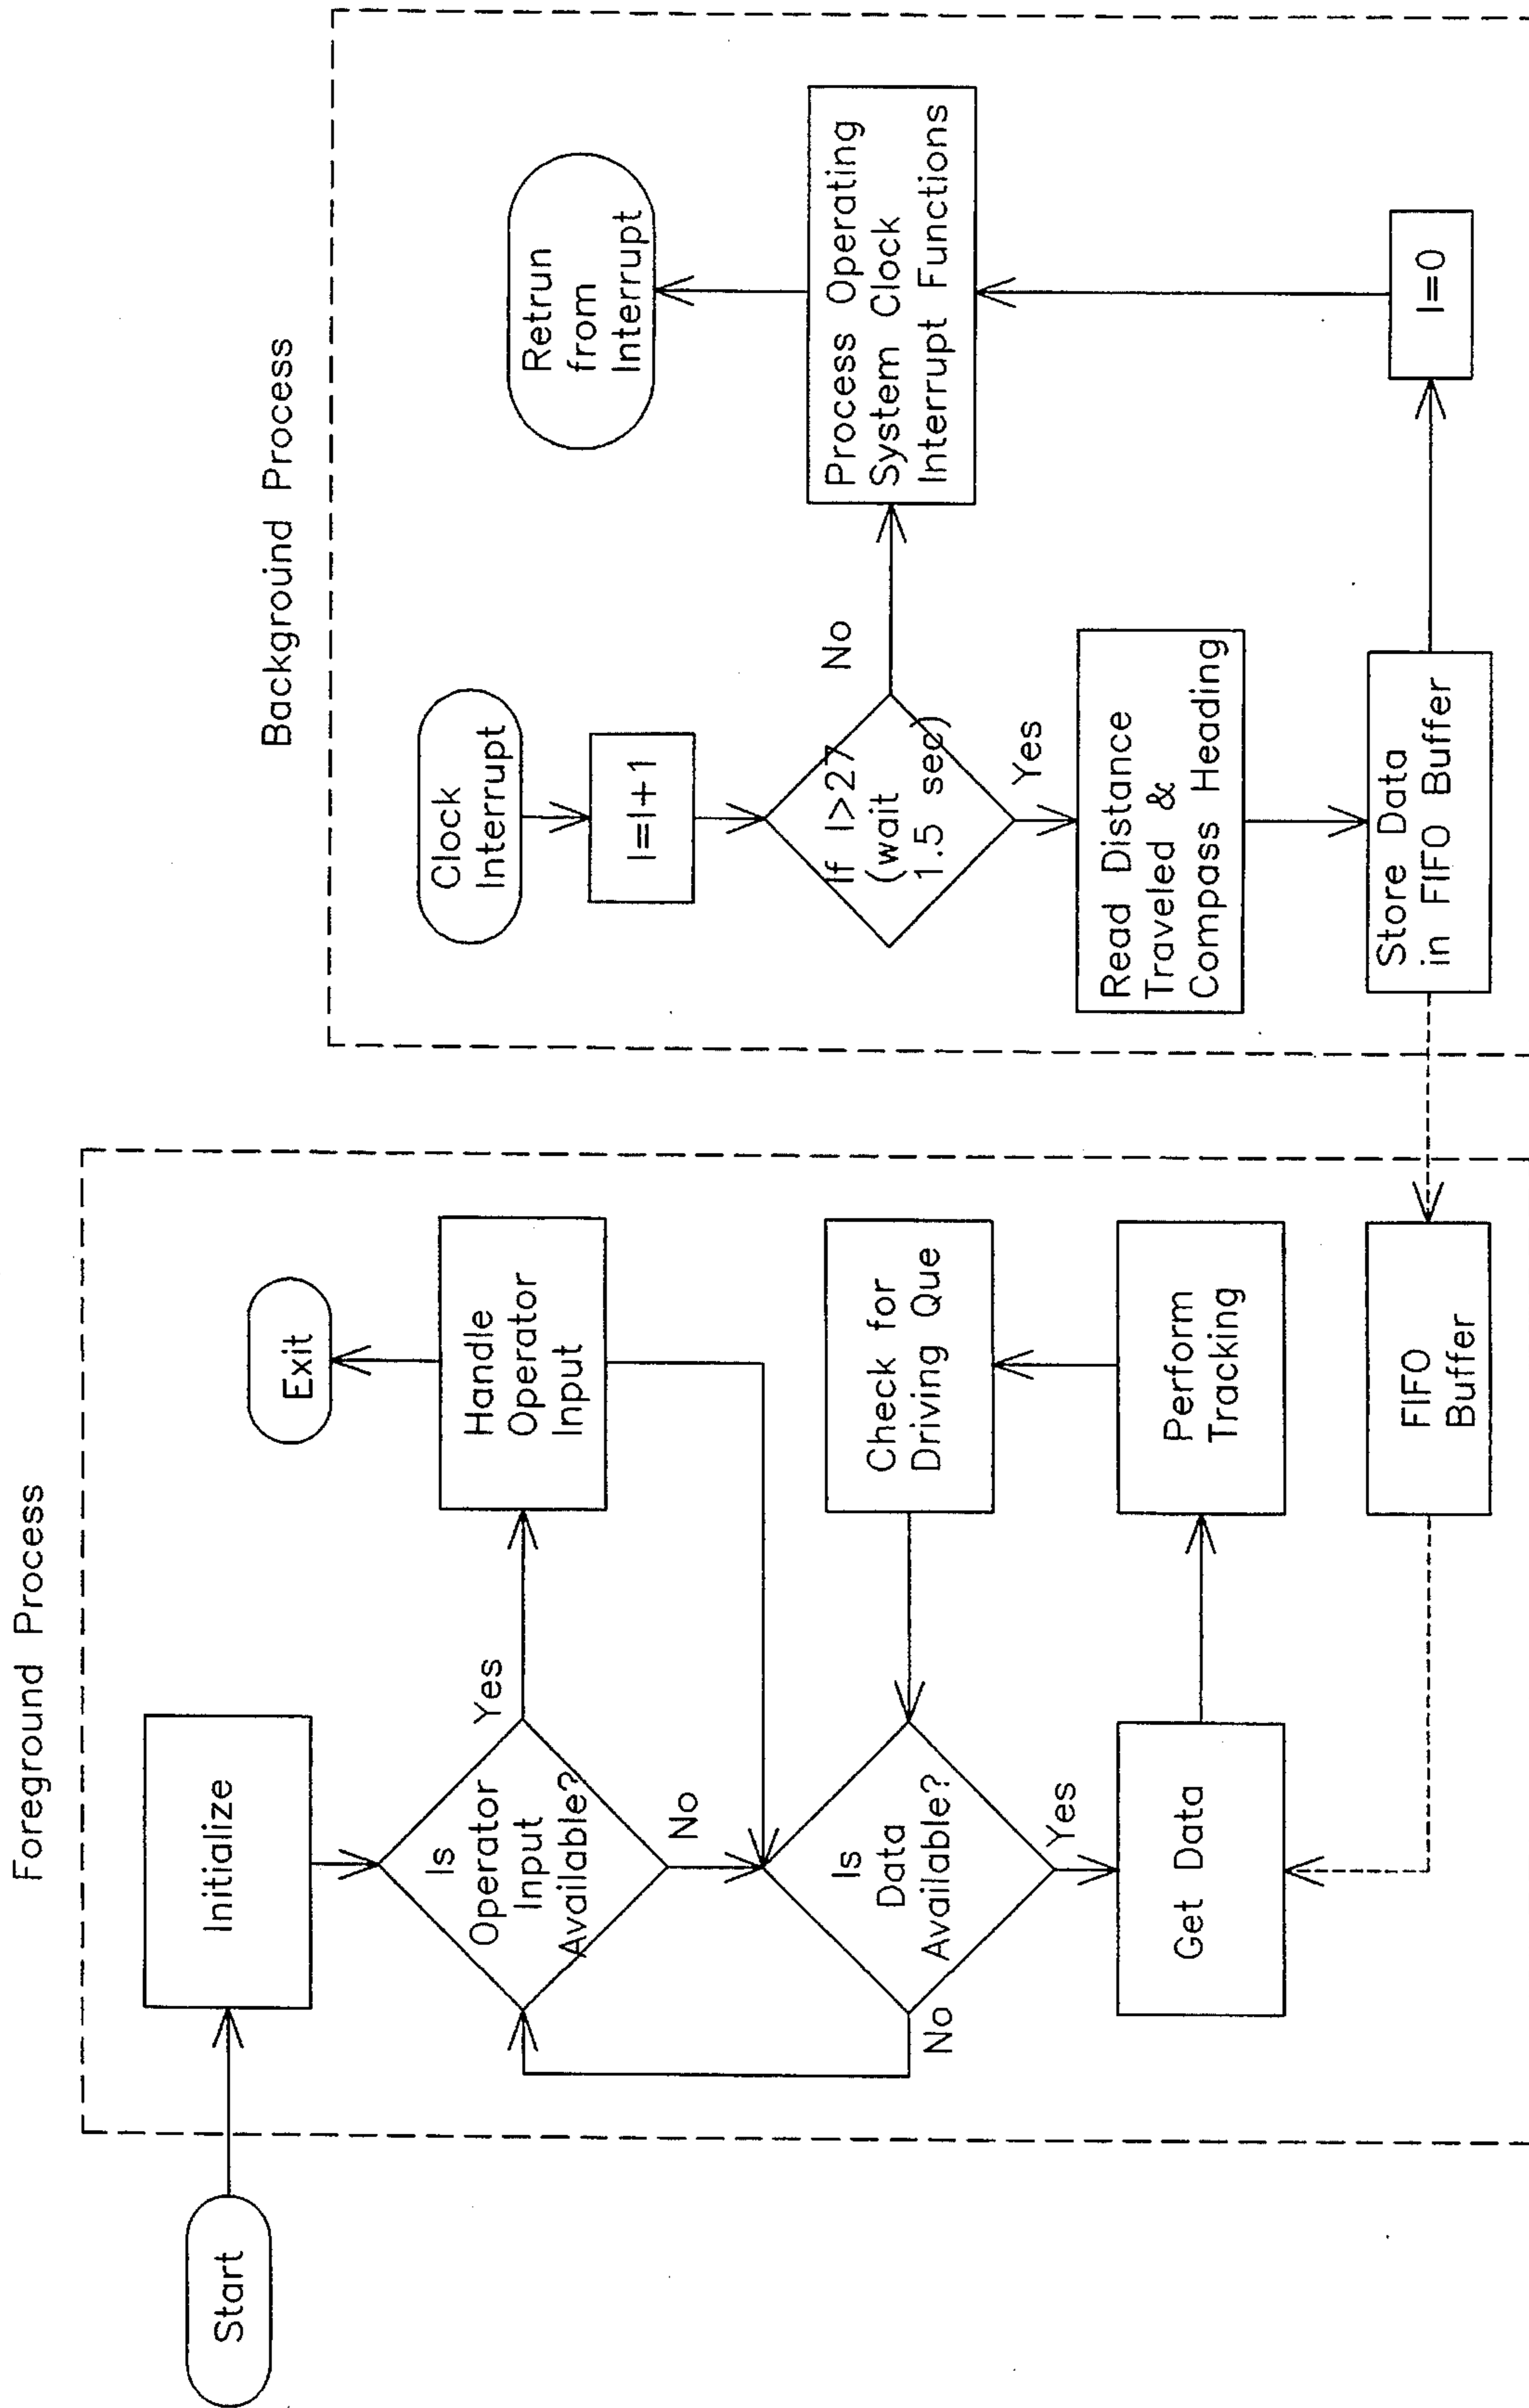 Foreground Process
Start
Initialize
Is
Operator
Input
Available?
Yes
No
Handle
Operator
Input
Exit
Is
Data
Available?
No
Yes
Get Data
Perform
Tracking
Check for
Driving Que
FIFO
Buffer
Background Process
Clock
Interrupt
I=I+1
If I>27
(wait
1.5 sec)
No
Yes
Read Distance
Traveled &
Compass Heading
Store Data
in FIFO Buffer
I=0
Process Operating
System Clock
Interrupt Functions
Retrun
from
Interrupt